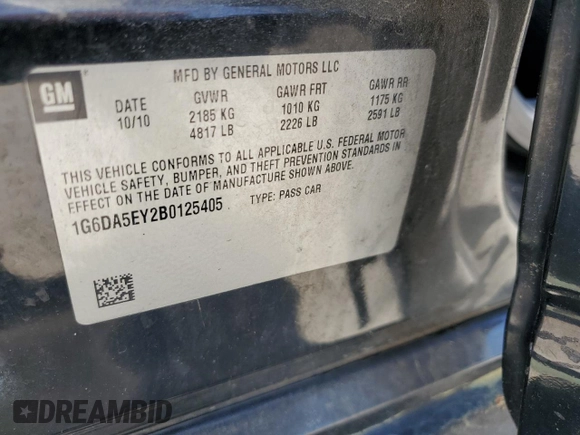 GM
MFD BY GENERAL MOTORS LLC
DATE GVWR GAWR FRT GAWR RR
10/10 2185 KG 1010 KG 1175 KG
4817 LB 2226 LB 2591 LB
THIS VEHICLE CONFORMS TO ALL APPLICABLE U.S. FEDERAL MOTOR
VEHICLE SAFETY, BUMPER, AND THEFT PREVENTION STANDARDS IN
EFFECT ON THE DATE OF MANUFACTURE SHOWN ABOVE.
1G6DA5EY2B0125405 TYPE: PASS CAR
DREAMBID